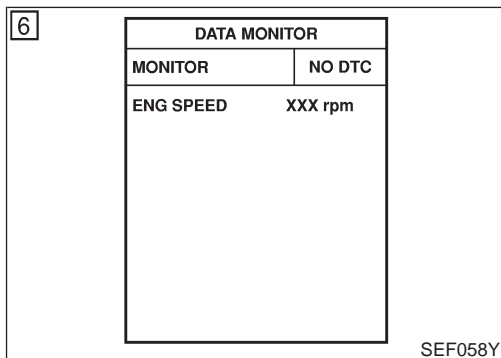 6
DATA MONITOR
MONITOR NO DTC
ENG SPEED XXX rpm
SEF058Y